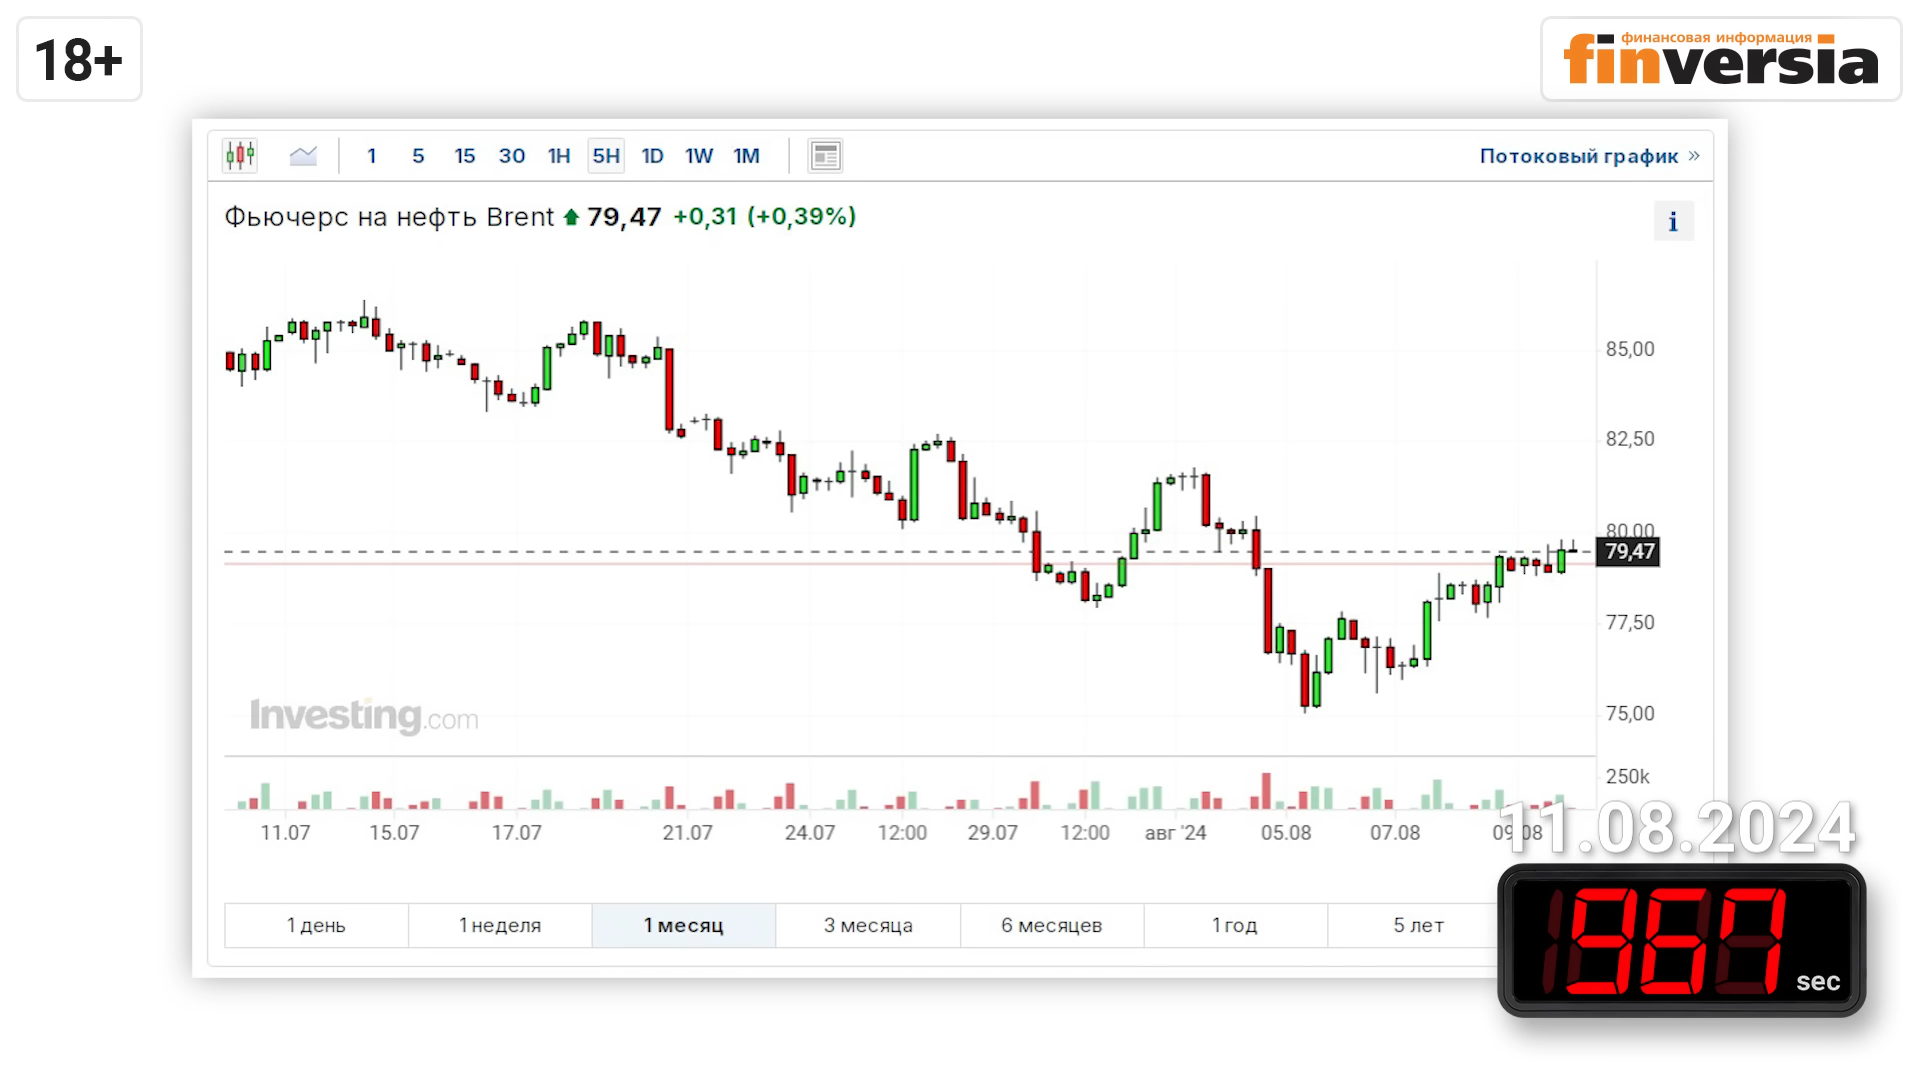 18+
финансовая информация
finversia
1 5 15 30 1H 5H 1D 1W 1M
Потоковый график »
Фьючерс на нефть Brent 79,47 +0,31 (+0,39%)
i
85,00
82,50
80,00
79,47
77,50
75,00
Investing.com
250k
11.07 15.07 17.07 21.07 24.07 12:00 29.07 12:00 авг '24 05.08 07.08 09.08
11.08.2024
1 день 1 неделя 1 месяц 3 месяца 6 месяцев 1 год 5 лет
967 sec